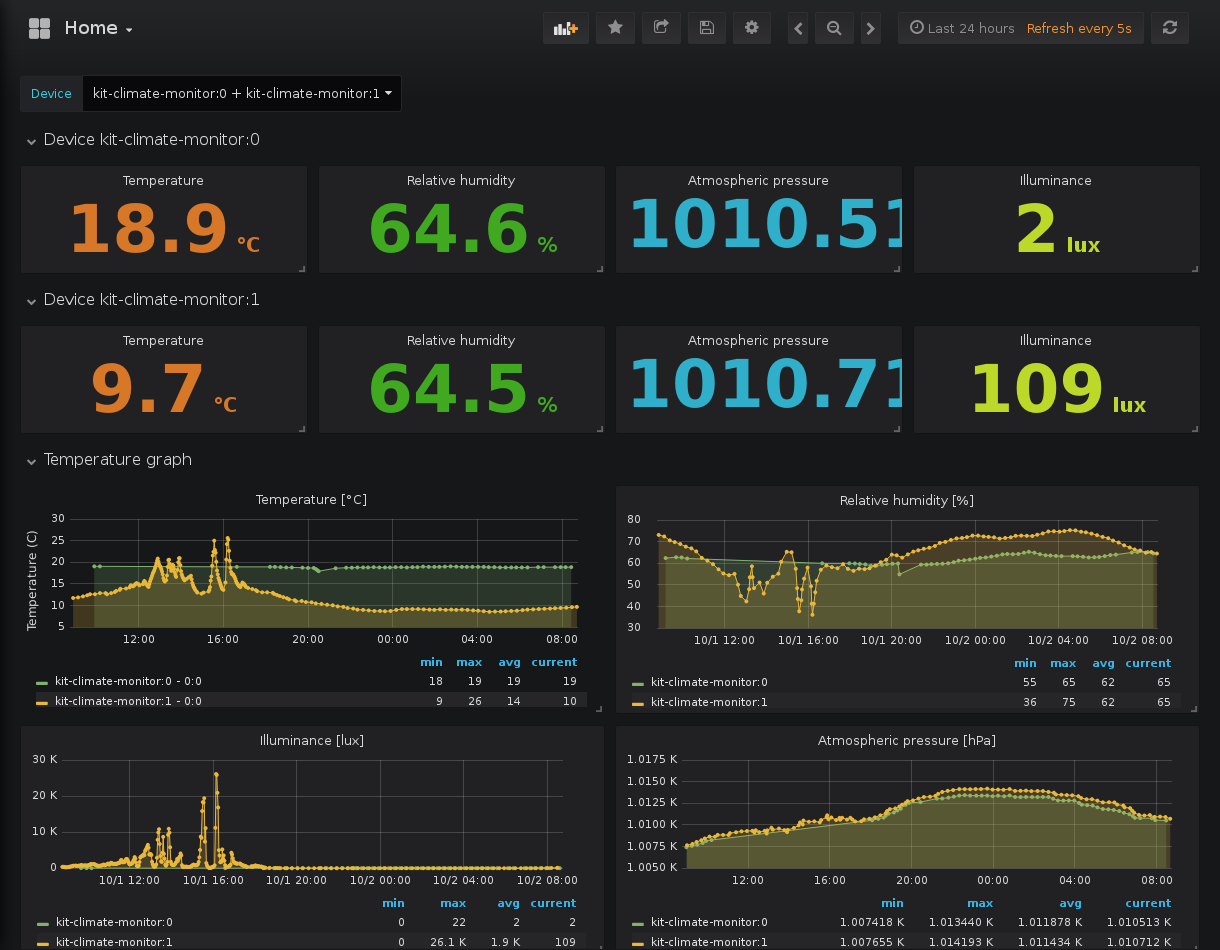 Home
Last 24 hours Refresh every 5s
Device kit-climate-monitor:0 + kit-climate-monitor:1
Device kit-climate-monitor:0
Temperature Relative humidity Atmospheric pressure Illuminance
18.9 °C 64.6 % 1010.51 2 lux
Device kit-climate-monitor:1
Temperature Relative humidity Atmospheric pressure Illuminance
9.7 °C 64.5 % 1010.71 109 lux
Temperature graph
Temperature [°C]
Temperature (C)
30
25
20
15
10
5
12:00 16:00 20:00 00:00 04:00 08:00
min max avg current
kit-climate-monitor:0 - 0:0 18 19 19 19
kit-climate-monitor:1 - 0:0 9 26 14 10
Relative humidity [%]
80
70
60
50
40
30
10/1 12:00 10/1 16:00 10/1 20:00 10/2 00:00 10/2 04:00 10/2 08:00
min max avg current
kit-climate-monitor:0 55 65 62 65
kit-climate-monitor:1 36 75 62 65
Illuminance [lux]
30 K
20 K
10 K
0
10/1 12:00 10/1 16:00 10/1 20:00 10/2 00:00 10/2 04:00 10/2 08:00
min max avg current
kit-climate-monitor:0 0 22 2 2
kit-climate-monitor:1 0 26.1 K 1.9 K 109
Atmospheric pressure [hPa]
1.0175 K
1.0150 K
1.0125 K
1.0100 K
1.0075 K
1.0050 K
12:00 16:00 20:00 00:00 04:00 08:00
min max avg current
kit-climate-monitor:0 1.007418 K 1.013440 K 1.011878 K 1.010513 K
kit-climate-monitor:1 1.007655 K 1.014193 K 1.011434 K 1.010712 K